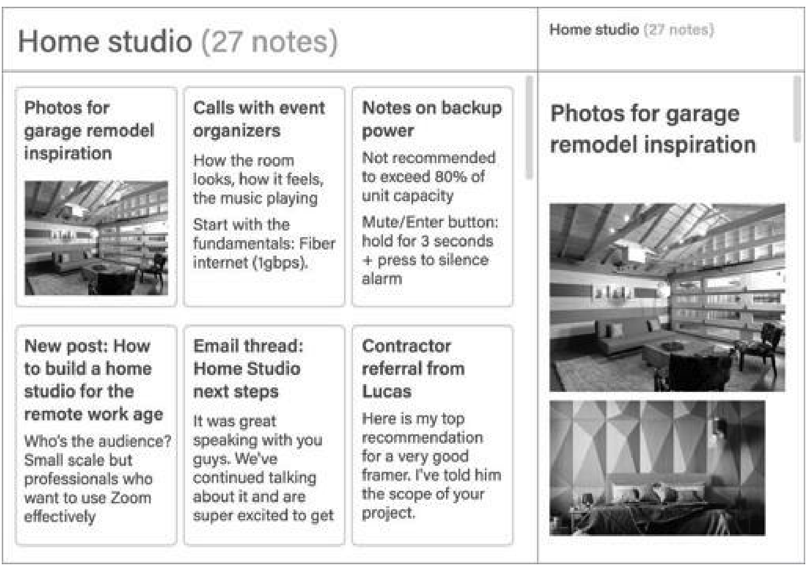 Home studio (27 notes)
Photos for
garage remodel
inspiration
Calls with event
organizers
How the room
looks, how it feels,
the music playing
Start with the
fundamentals: Fiber
internet (1gbps).
Notes on backup
power
Not recommended
to exceed 80% of
unit capacity
Mute/Enter button:
hold for 3 seconds
+ press to silence
alarm
New post: How
to build a home
studio for the
remote work age
Who's the audience?
Small scale but
professionals who
want to use Zoom
effectively
Email thread:
Home Studio
next steps
It was great
speaking with you
guys. We've
continued talking
about it and are
super excited to get
Contractor
referral from
Lucas
Here is my top
recommendation
for a very good
framer. I've told him
the scope of your
project.
Home studio (27 notes)
Photos for garage
remodel inspiration